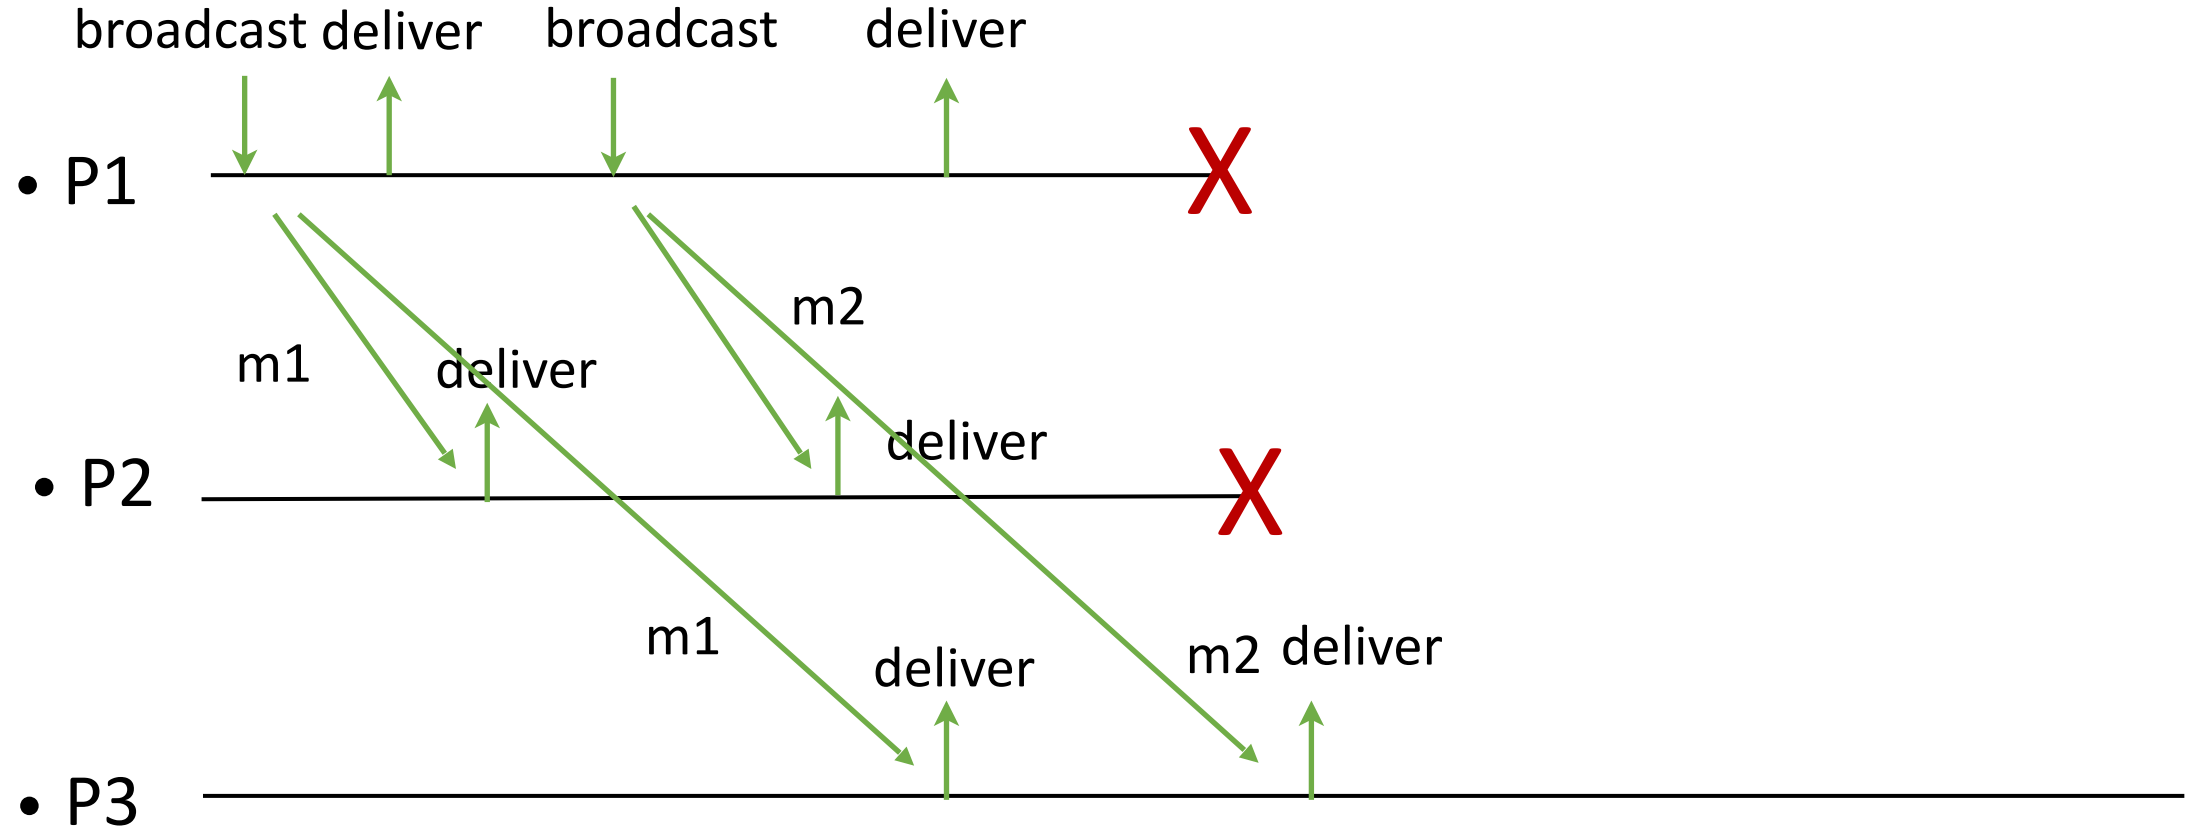 broadcast deliver broadcast deliver
• P1
m2
m1 deliver
deliver
• P2
m1 deliver m2 deliver
• P3